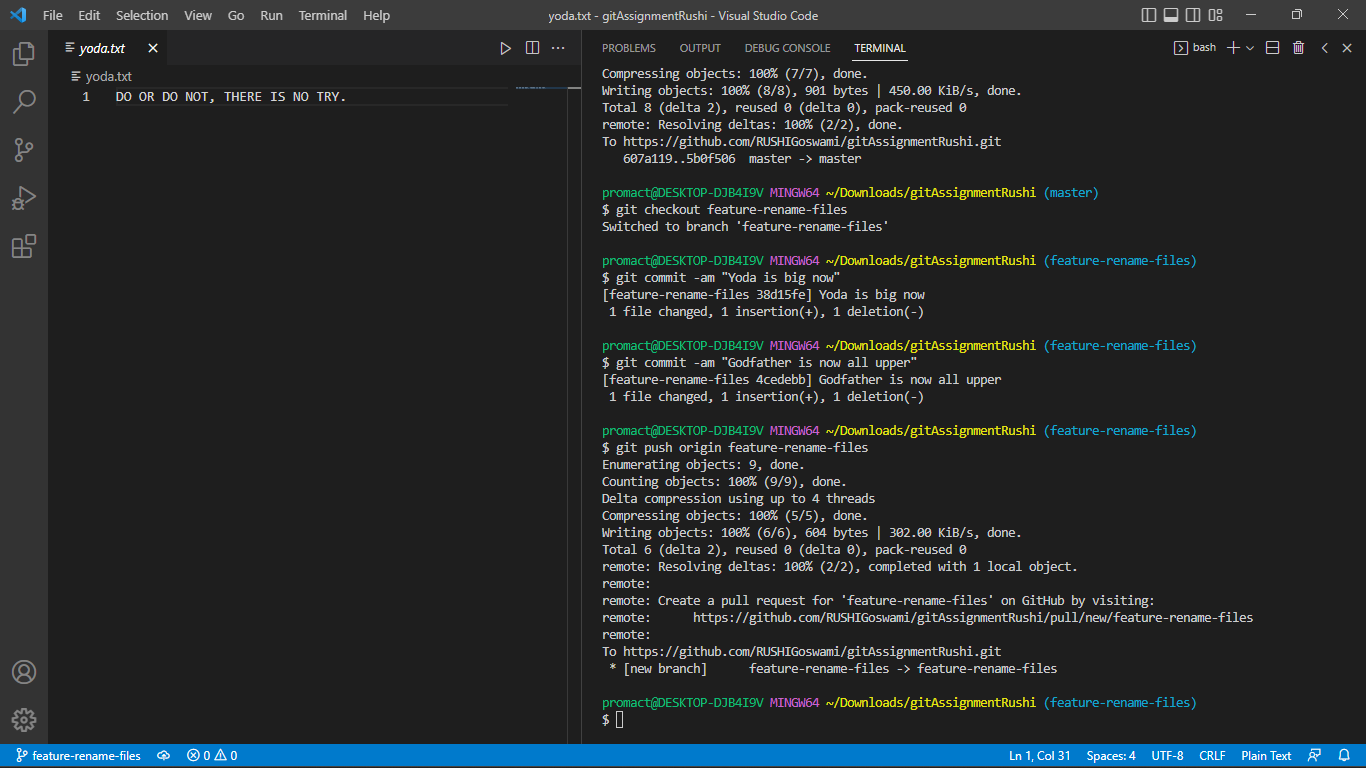 File Edit Selection View Go Run Terminal Help
yoda.txt - gitAssignmentRushi - Visual Studio Code
yoda.txt
yoda.txt
1 DO OR DO NOT, THERE IS NO TRY.
PROBLEMS OUTPUT DEBUG CONSOLE TERMINAL
bash
Compressing objects: 100% (7/7), done.
Writing objects: 100% (8/8), 901 bytes | 450.00 KiB/s, done.
Total 8 (delta 2), reused 0 (delta 0), pack-reused 0
remote: Resolving deltas: 100% (2/2), done.
To https://github.com/RUSHIGoswami/gitAssignmentRushi.git
   607a119..5b0f506  master -> master
promact@DESKTOP-DJB4I9V MINGW64 ~/Downloads/gitAssignmentRushi (master)
$ git checkout feature-rename-files
Switched to branch 'feature-rename-files'
promact@DESKTOP-DJB4I9V MINGW64 ~/Downloads/gitAssignmentRushi (feature-rename-files)
$ git commit -am "Yoda is big now"
[feature-rename-files 38d15fe] Yoda is big now
 1 file changed, 1 insertion(+), 1 deletion(-)
promact@DESKTOP-DJB4I9V MINGW64 ~/Downloads/gitAssignmentRushi (feature-rename-files)
$ git commit -am "Godfather is now all upper"
[feature-rename-files 4cedebb] Godfather is now all upper
 1 file changed, 1 insertion(+), 1 deletion(-)
promact@DESKTOP-DJB4I9V MINGW64 ~/Downloads/gitAssignmentRushi (feature-rename-files)
$ git push origin feature-rename-files
Enumerating objects: 9, done.
Counting objects: 100% (9/9), done.
Delta compression using up to 4 threads
Compressing objects: 100% (5/5), done.
Writing objects: 100% (6/6), 604 bytes | 302.00 KiB/s, done.
Total 6 (delta 2), reused 0 (delta 0), pack-reused 0
remote: Resolving deltas: 100% (2/2), completed with 1 local object.
remote:
remote: Create a pull request for 'feature-rename-files' on GitHub by visiting:
remote:      https://github.com/RUSHIGoswami/gitAssignmentRushi/pull/new/feature-rename-files
remote:
To https://github.com/RUSHIGoswami/gitAssignmentRushi.git
 * [new branch]      feature-rename-files -> feature-rename-files
promact@DESKTOP-DJB4I9V MINGW64 ~/Downloads/gitAssignmentRushi (feature-rename-files)
$
feature-rename-files 0 0 Ln 1, Col 31 Spaces: 4 UTF-8 CRLF Plain Text